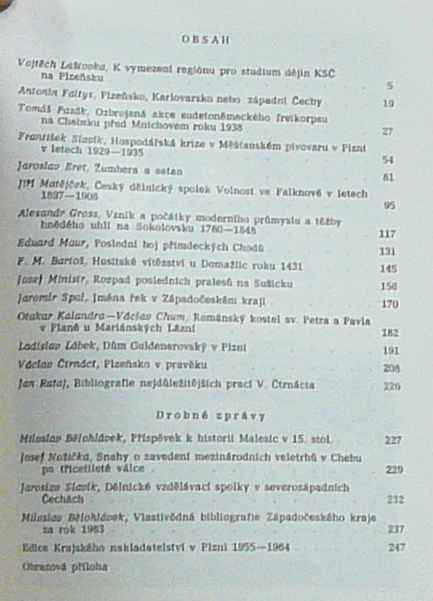 OBSAH
Vojtěch Laštovka, K vymezení regiónu pro studium dějin KSČ
na Plzeňsku 5
Antonín Faltys, Plzeňsko, Karlovarsko nebo západní Čechy 19
Tomáš Pasák, Ozbrojená akce sudetoněmeckého freikorpsu
na Chebsku před Mnichovem roku 1938 27
František Slavík, Hospodářská krize v Měšťanském pivovaru v Plzni
v letech 1929—1935 54
Jaroslav Eret, Zumbera a satan 81
Jiří Matějček, Český dělnický spolek Volnost ve Falknově v letech
1897—1906 95
Alexandr Gross, Vznik a počátky moderního průmyslu a těžby
hnědého uhlí na Sokolovsku 1760—1848 117
Eduard Maur, Poslední boj přimdeckých Chodů 131
F. M. Bartoš, Husitské vítězství u Domažlic roku 1431 145
Josef Ministr, Rozpad posledních pralesů na Sušicku 156
Jaromír Spal, Jména řek v Západočeském kraji 170
Otakar Kalandra—Václav Chum, Románský kostel sv. Petra a Pavla
v Plané u Mariánských Lázní 182
Ladislav Lábek, Dům Guldenarovský v Plzni 191
Václav Čtrnáct, Plzeňsko v pravěku 208
Jan Rataj, Bibliografie nejdůležitějších prací V. Čtrnácta 220
Drobné zprávy
Miloslav Bělohlávek, Příspěvek k historii Malesic v 15. stol. 227
Josef Nožička, Snahy o zavedení mezinárodních veletrhů v Chebu
po třicetileté válce 229
Jaroslav Slavík, Dělnické vzdělávací spolky v severozápadních
Čechách 232
Miloslav Bělohlávek, Vlastivědná bibliografie Západočeského kraje
za rok 1963 237
Edice Krajského nakladatelství v Plzni 1955—1964 247
Obrazová příloha